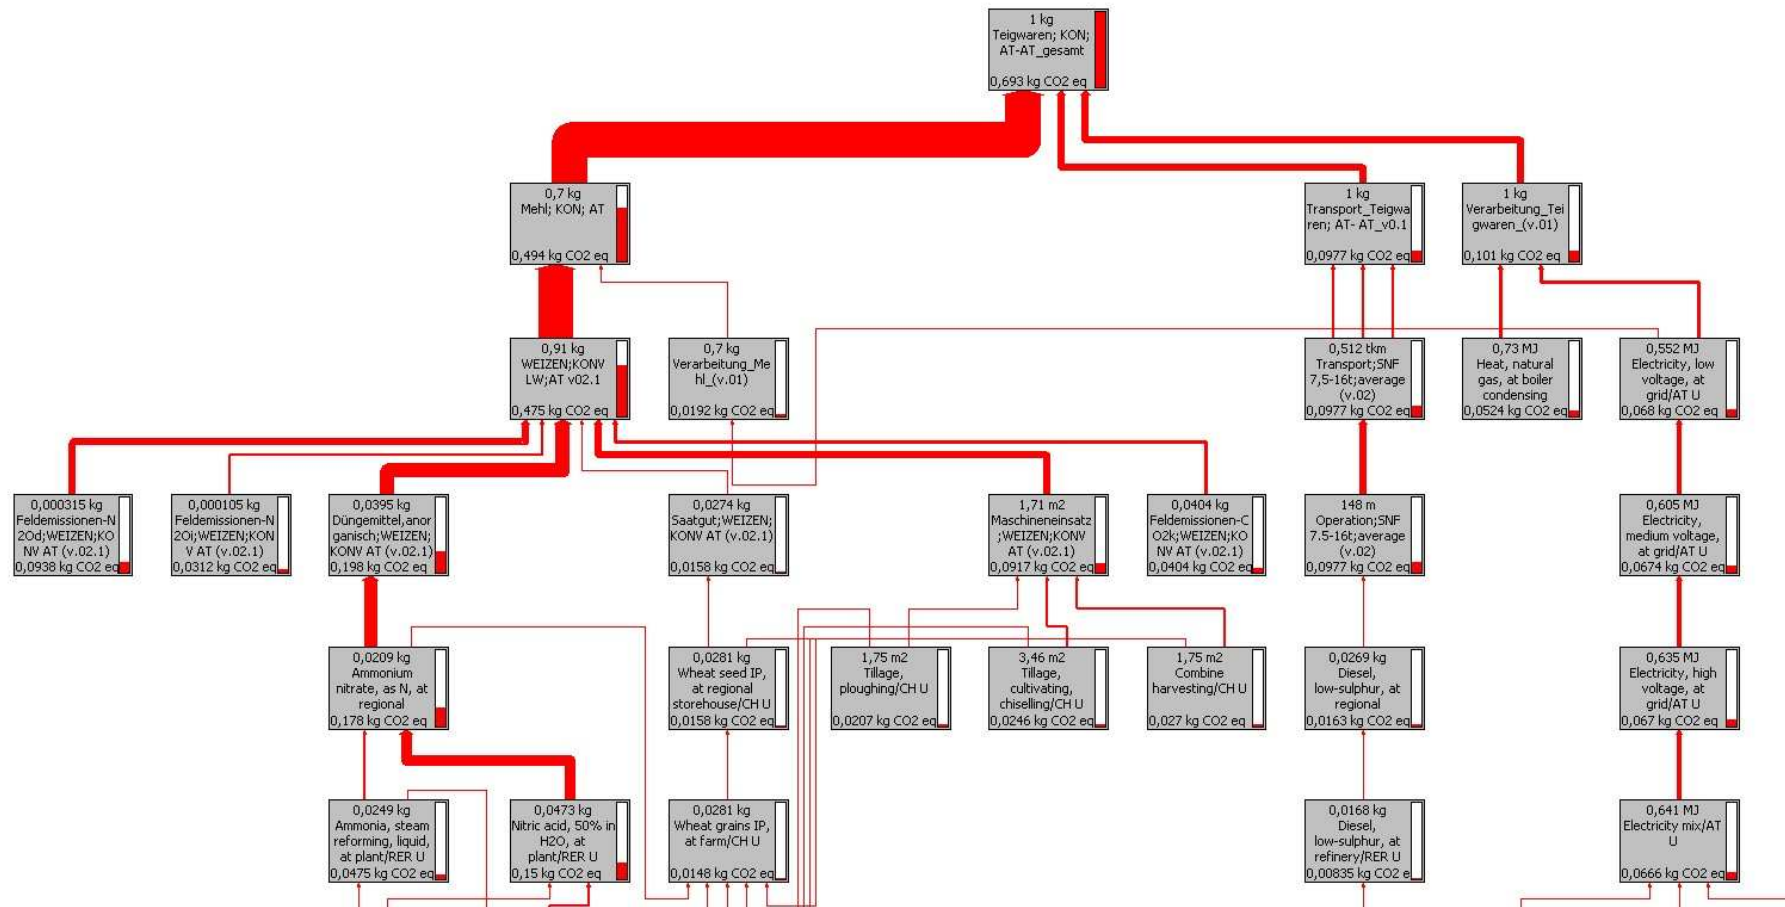 1 kg
Teigwaren; KON;
AT-AT_gesamt
0,693 kg CO2 eq
0,7 kg
Mehl; KON; AT
0,494 kg CO2 eq
1 kg
Transport_Teigwa
ren; AT- AT_v0.1
0,0977 kg CO2 eq
1 kg
Verarbeitung_Tei
gwaren_(v.01)
0,101 kg CO2 eq
0,91 kg
WEIZEN;KONV
LW;AT v02.1
0,475 kg CO2 eq
0,7 kg
Verarbeitung_Me
hl_(v.01)
0,0192 kg CO2 eq
0,512 tkm
Transport;SNF
7,5-16t;average
(v.02)
0,0977 kg CO2 eq
0,73 MJ
Heat, natural
gas, at boiler
condensing
0,0524 kg CO2 eq
0,552 MJ
Electricity, low
voltage, at
grid/AT U
0,068 kg CO2 eq
0,000315 kg
Feldemissionen-N
2Od;WEIZEN;KO
NV AT (v.02.1)
0,0938 kg CO2 eq
0,000105 kg
Feldemissionen-N
2Oi;WEIZEN;KON
V AT (v.02.1)
0,0312 kg CO2 eq
0,0395 kg
Düngemittel,anor
ganisch;WEIZEN;
KONV AT (v.02.1)
0,198 kg CO2 eq
0,0274 kg
Saatgut;WEIZEN;
KONV AT (v.02.1)
0,0158 kg CO2 eq
1,71 m2
Maschineneinsatz
;WEIZEN;KONV
AT (v.02.1)
0,0917 kg CO2 eq
0,0404 kg
Feldemissionen-C
O2k;WEIZEN;KO
NV AT (v.02.1)
0,0404 kg CO2 eq
148 m
Operation;SNF
7.5-16t;average
(v.02)
0,0977 kg CO2 eq
0,605 MJ
Electricity,
medium voltage,
at grid/AT U
0,0674 kg CO2 eq
0,0209 kg
Ammonium
nitrate, as N, at
regional
0,178 kg CO2 eq
0,0281 kg
Wheat seed IP,
at regional
storehouse/CH U
0,0158 kg CO2 eq
1,75 m2
Tillage,
ploughing/CH U
0,0207 kg CO2 eq
3,46 m2
Tillage,
cultivating,
chiselling/CH U
0,0246 kg CO2 eq
1,75 m2
Combine
harvesting/CH U
0,027 kg CO2 eq
0,0269 kg
Diesel,
low-sulphur, at
regional
0,0163 kg CO2 eq
0,635 MJ
Electricity, high
voltage, at
grid/AT U
0,067 kg CO2 eq
0,0249 kg
Ammonia, steam
reforming, liquid,
at plant/RER U
0,0475 kg CO2 eq
0,0473 kg
Nitric acid, 50% in
H2O, at
plant/RER U
0,15 kg CO2 eq
0,0281 kg
Wheat grains IP,
at farm/CH U
0,0148 kg CO2 eq
0,0168 kg
Diesel,
low-sulphur, at
refinery/RER U
0,00835 kg CO2 e
0,641 MJ
Electricity mix/AT
U
0,0666 kg CO2 eq